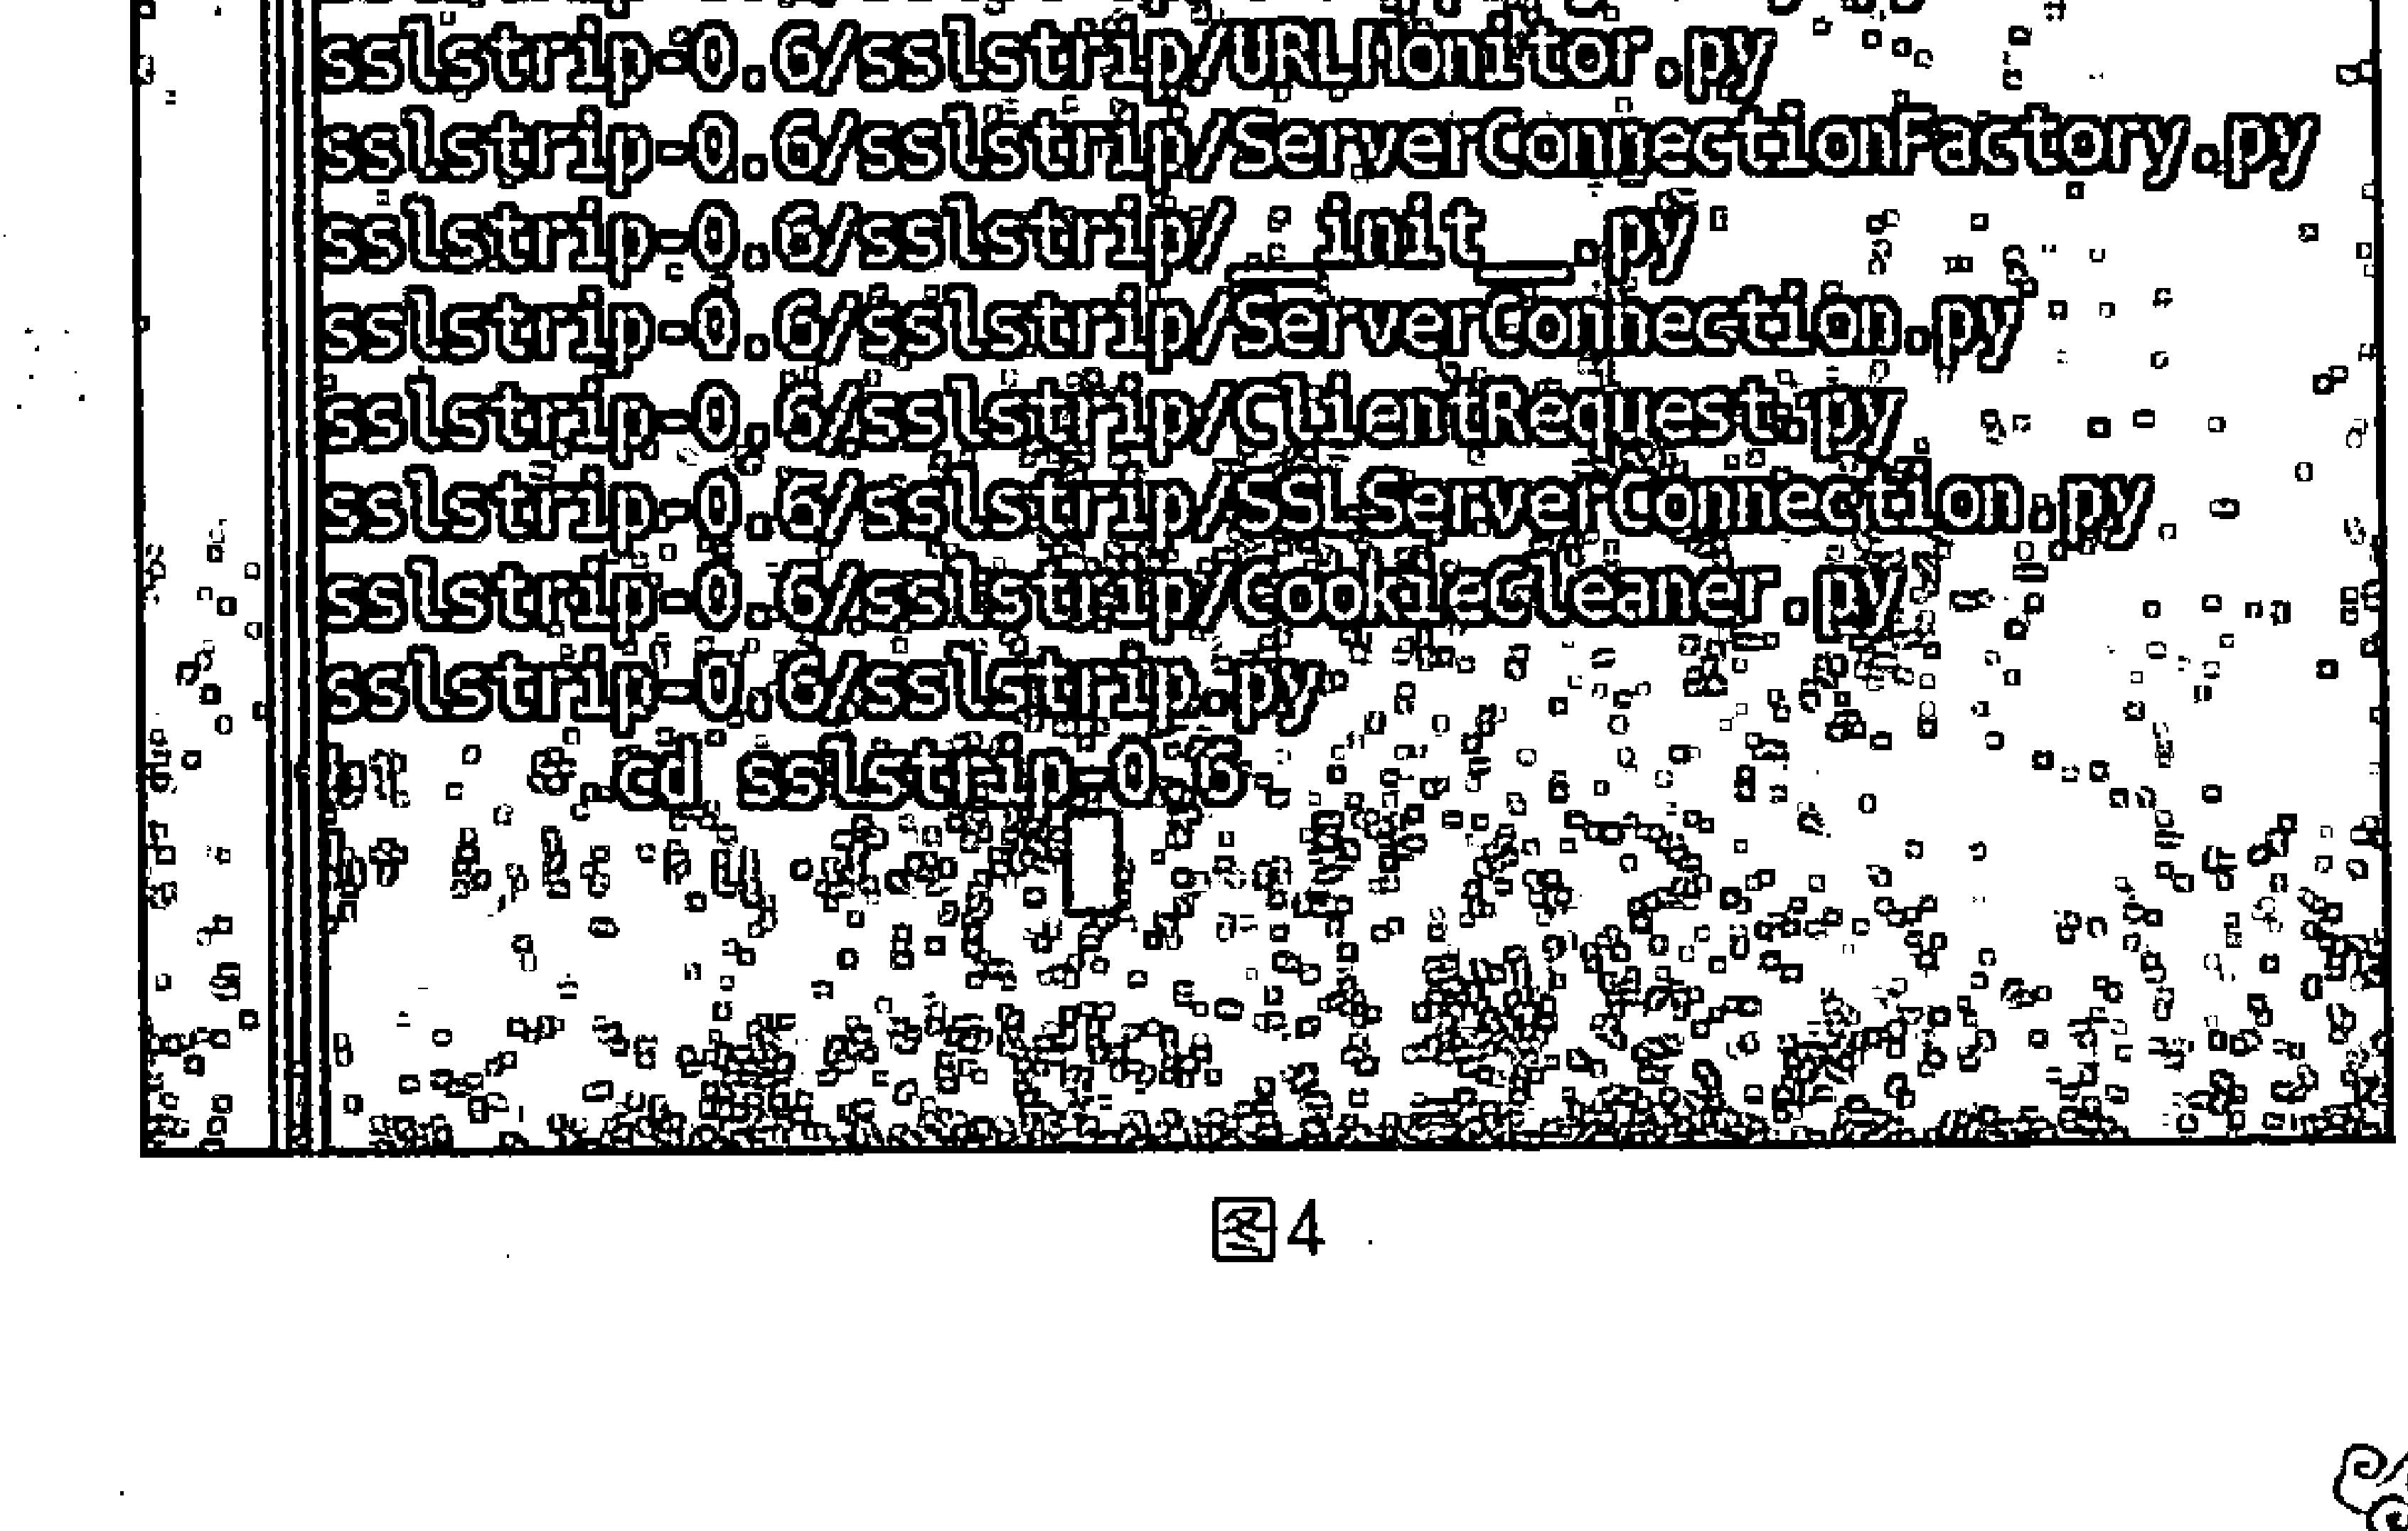 sslstrip-0.6/sslstrip/URLMonitor.py
sslstrip-0.6/sslstrip/ServerConnectionFactory.py
sslstrip-0.6/sslstrip/__init__.py
sslstrip-0.6/sslstrip/ServerConnection.py
sslstrip-0.6/sslstrip/ClientRequest.py
sslstrip-0.6/sslstrip/SSLServerConnection.py
sslstrip-0.6/sslstrip/CookieCleaner.py
sslstrip-0.6/sslstrip.py
cd sslstrip-0.6
图4